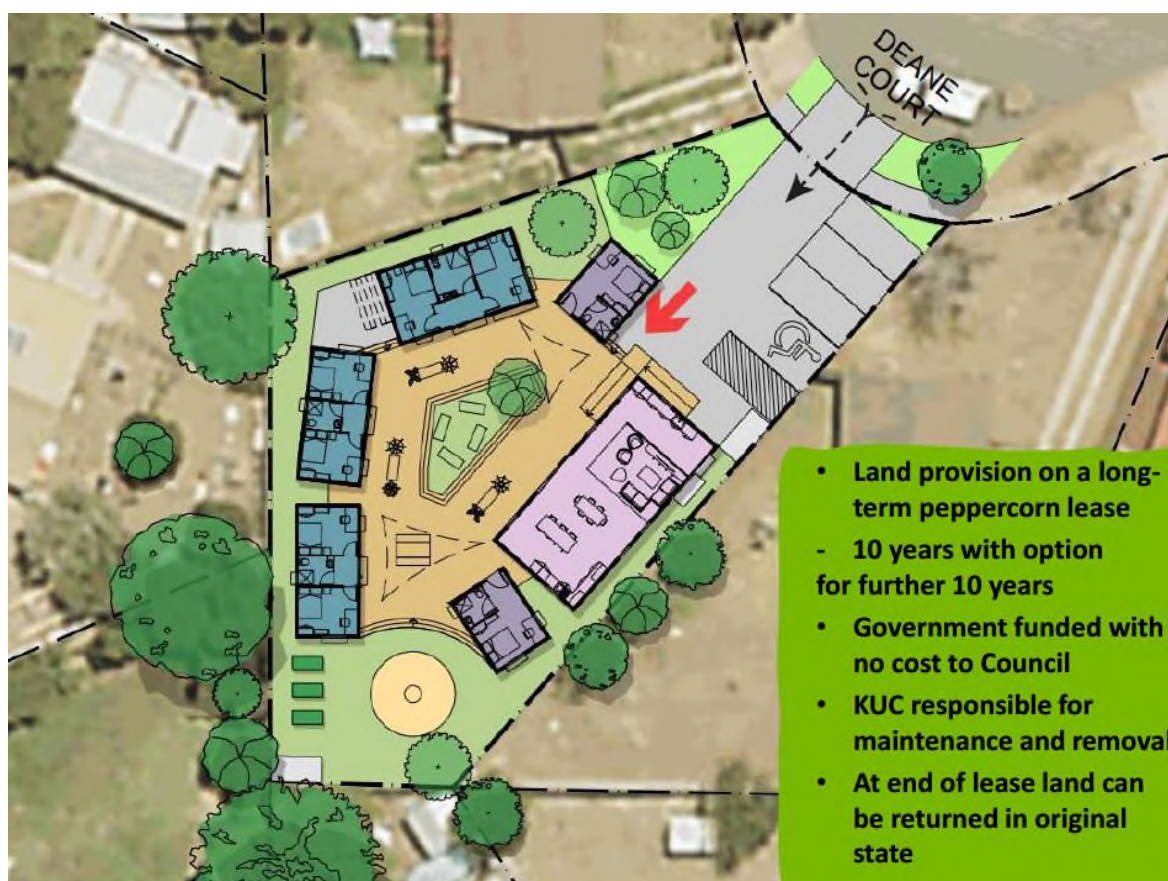 DEANE
COURT
• Land provision on a long-
term peppercorn lease
- 10 years with option
for further 10 years
• Government funded with
no cost to Council
• KUC responsible for
maintenance and removal
• At end of lease land can
be returned in original
state